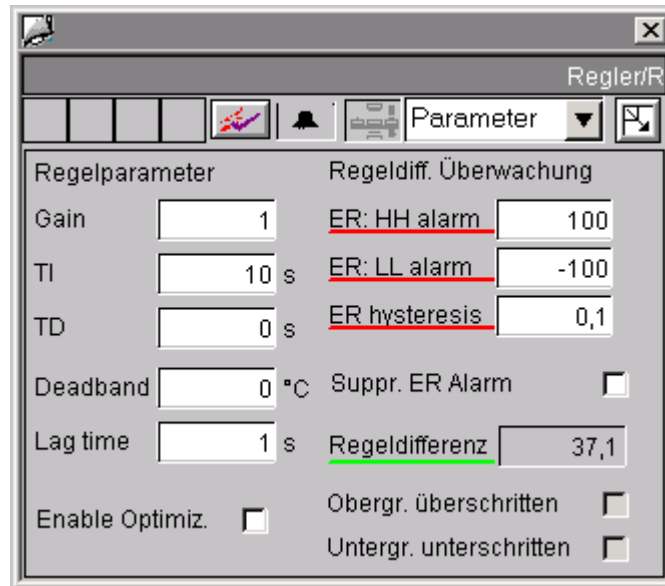 Regler/R
Parameter
Regelparameter
Gain 1
TI 10 s
TD 0 s
Deadband 0 °C
Lag time 1 s
Enable Optimiz.
Regeldiff. Überwachung
ER: HH alarm 100
ER: LL alarm -100
ER hysteresis 0,1
Suppr. ER Alarm
Regeldifferenz 37,1
Obergr. überschritten
Untergr. unterschritten